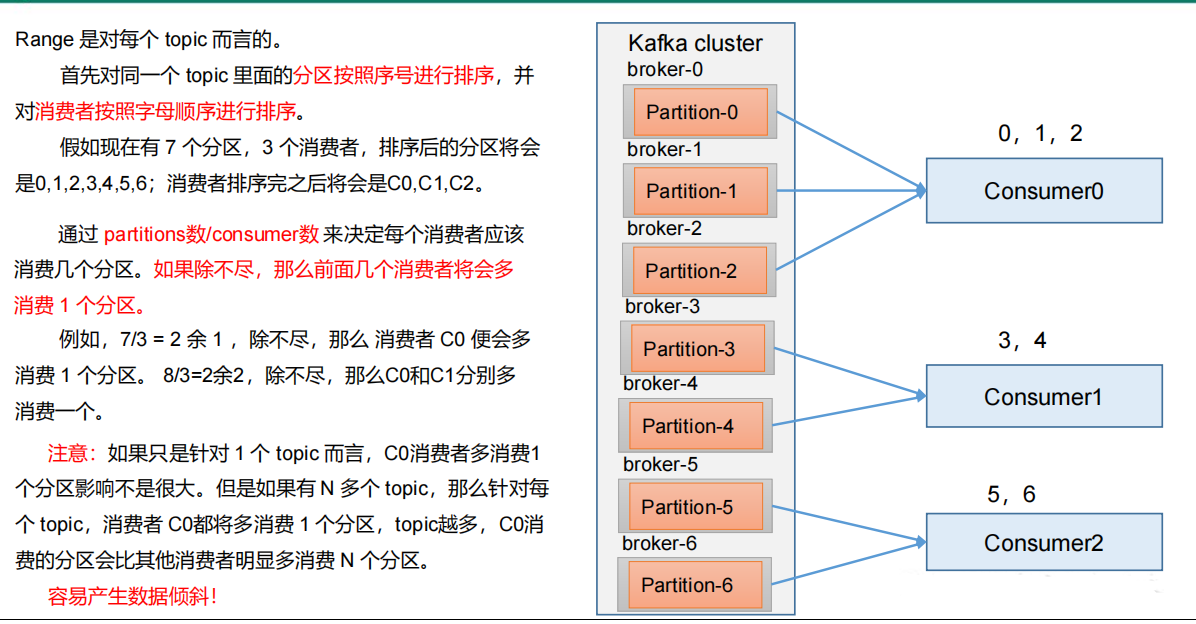 Range 是对每个 topic 而言的。
首先对同一个 topic 里面的分区按照序号进行排序，并
对消费者按照字母顺序进行排序。
假如现在有 7 个分区，3 个消费者，排序后的分区将会
是0,1,2,3,4,5,6；消费者排序完之后将会是C0,C1,C2。
通过 partitions数/consumer数 来决定每个消费者应该
消费几个分区。如果除不尽，那么前面几个消费者将会多
消费 1 个分区。
例如，7/3 = 2 余 1 ，除不尽，那么 消费者 C0 便会多
消费 1 个分区。 8/3=2余2，除不尽，那么C0和C1分别多
消费一个。
注意：如果只是针对 1 个 topic 而言，C0消费者多消费1
个分区影响不是很大。但是如果有 N 多个 topic，那么针对每
个 topic，消费者 C0都将多消费 1 个分区，topic越多，C0消
费的分区会比其他消费者明显多消费 N 个分区。
容易产生数据倾斜！
Kafka cluster
broker-0
Partition-0
broker-1
Partition-1
broker-2
Partition-2
broker-3
Partition-3
broker-4
Partition-4
broker-5
Partition-5
broker-6
Partition-6
0，1，2
Consumer0
3，4
Consumer1
5，6
Consumer2